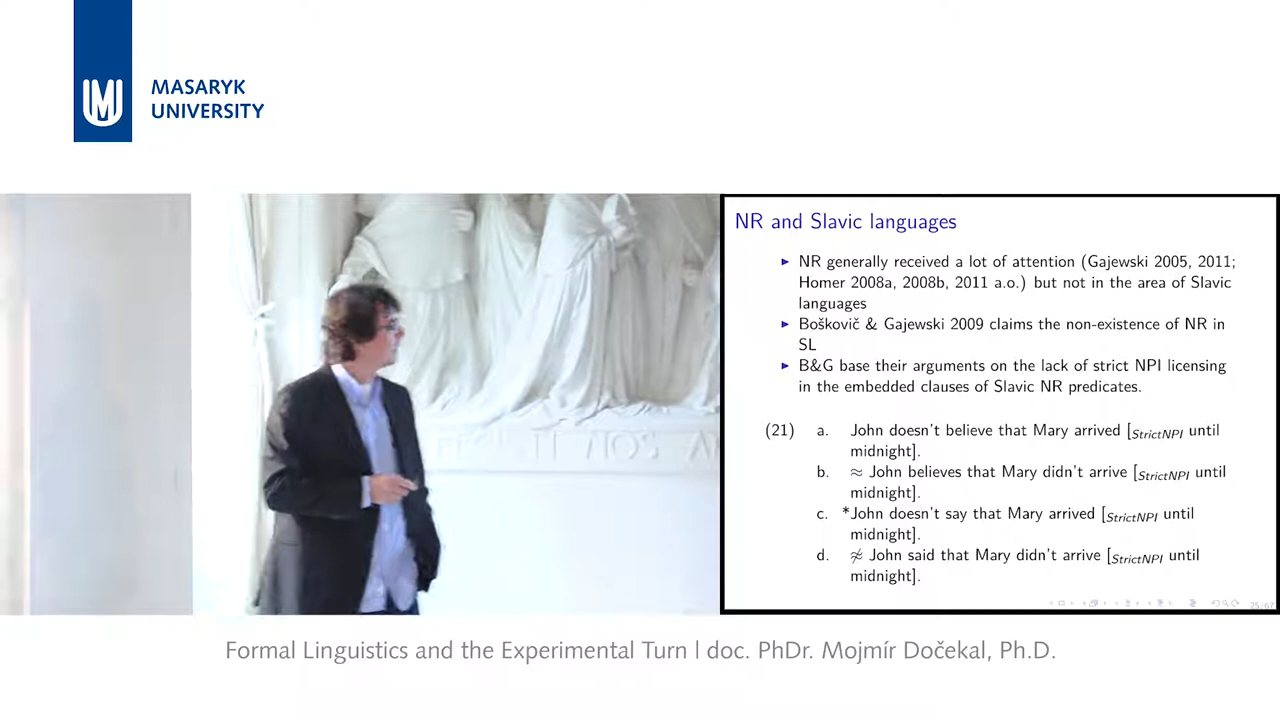 MASARYK
UNIVERSITY
NR and Slavic languages
NR generally received a lot of attention (Gajewski 2005, 2011;
Homer 2008a, 2008b, 2011 a.o.) but not in the area of Slavic
languages
Boškovič & Gajewski 2009 claims the non-existence of NR in
SL
B&G base their arguments on the lack of strict NPI licensing
in the embedded clauses of Slavic NR predicates.
(21) a. John doesn't believe that Mary arrived [StrictNPI until
midnight].
b. ≈ John believes that Mary didn't arrive [StrictNPI until
midnight].
c. *John doesn't say that Mary arrived [StrictNPI until
midnight].
d. ≉ John said that Mary didn't arrive [StrictNPI until
midnight].
Formal Linguistics and the Experimental Turn | doc. PhDr. Mojmír Dočekal, Ph.D.